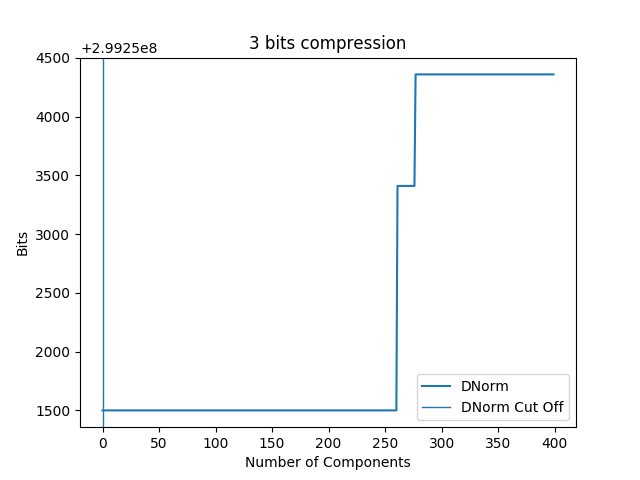 3 bits compression
+2.9925e8
4500
4000
3500
3000
2500
2000
1500
Bits
0 50 100 150 200 250 300 350 400
Number of Components
DNorm
DNorm Cut Off